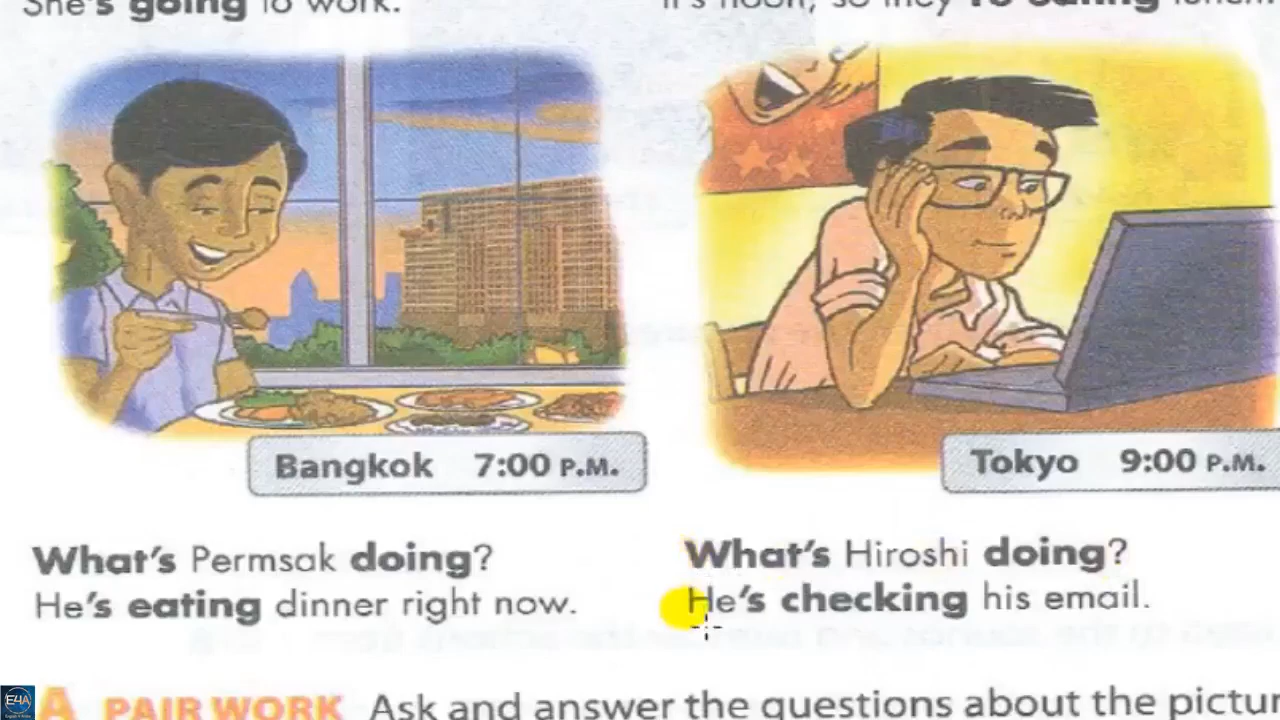 She's going to work.
Bangkok 7:00 P.M.
What's Permsak doing?
He's eating dinner right now.
Tokyo 9:00 P.M.
What's Hiroshi doing?
He's checking his email.
A PAIR WORK Ask and answer the questions about the
E4A